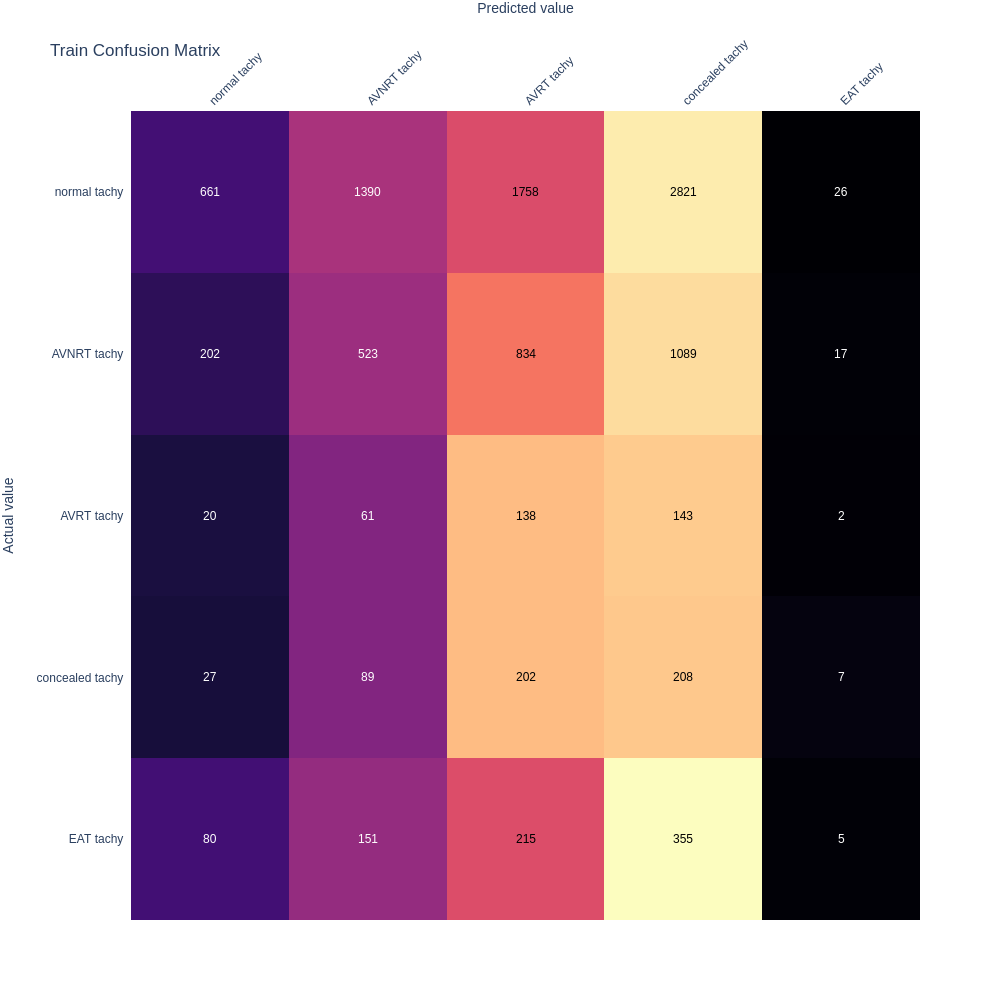 Predicted value
Train Confusion Matrix
normal tachy AVNRT tachy AVRT tachy concealed tachy EAT tachy
normal tachy 661 1390 1758 2821 26
AVNRT tachy 202 523 834 1089 17
AVRT tachy 20 61 138 143 2
concealed tachy 27 89 202 208 7
EAT tachy 80 151 215 355 5
Actual value